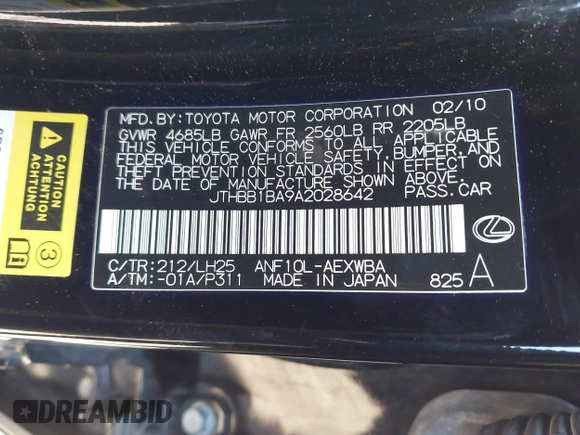 MFD. BY: TOYOTA MOTOR CORPORATION 02/10
GVWR 4685LB GAWR FR 2560LB RR 2205LB
THIS VEHICLE CONFORMS TO ALL APPLICABLE
FEDERAL MOTOR VEHICLE SAFETY, BUMPER, AND
THEFT PREVENTION STANDARDS IN EFFECT ON
THE DATE OF MANUFACTURE SHOWN ABOVE.
JTHBB1BA9A2028642 PASS. CAR
C/TR: 212/LH25 ANF10L-AEXWBA
A/TM: -01A/P311 MADE IN JAPAN 825 A
CAUTION
ATTENTION
ACHTUNG
3
i
DREAMBID